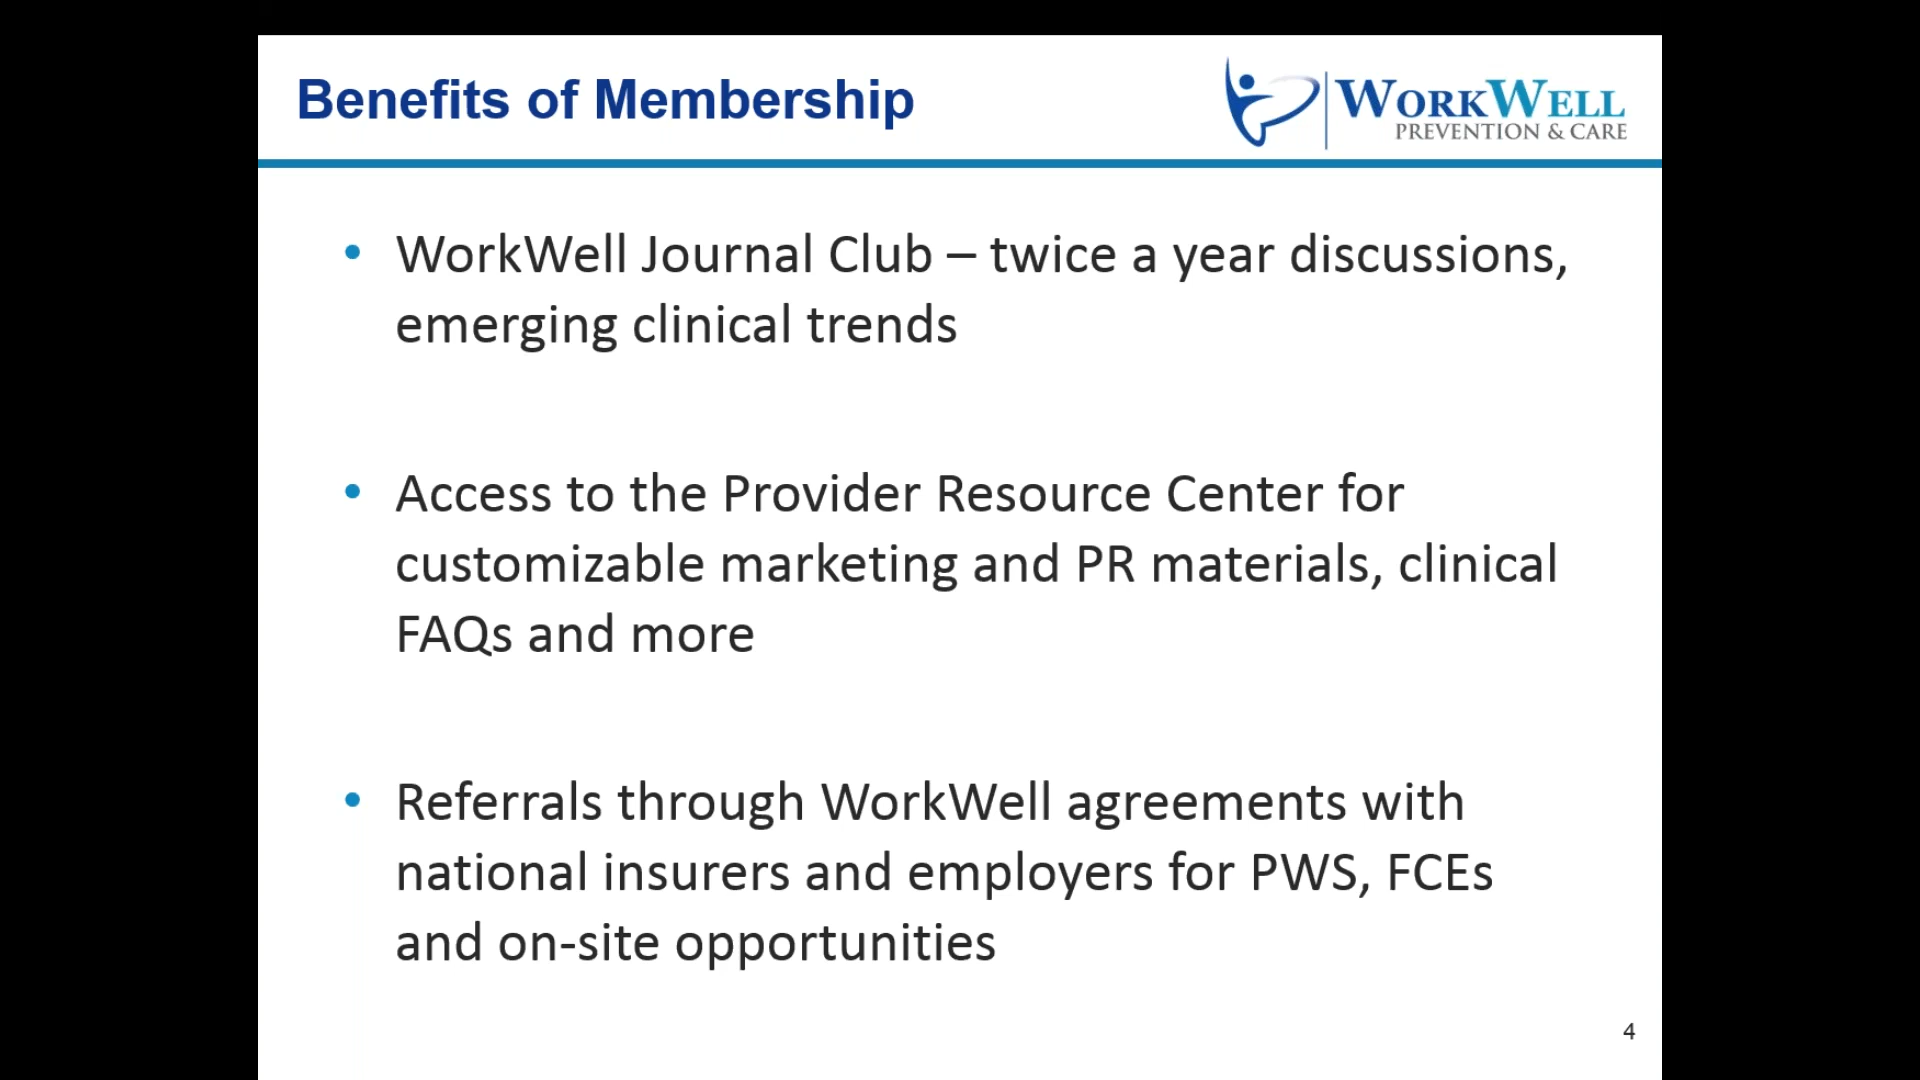 Benefits of Membership
WORKWELL
PREVENTION & CARE
• WorkWell Journal Club – twice a year discussions,
emerging clinical trends
• Access to the Provider Resource Center for
customizable marketing and PR materials, clinical
FAQs and more
• Referrals through WorkWell agreements with
national insurers and employers for PWS, FCEs
and on-site opportunities
4